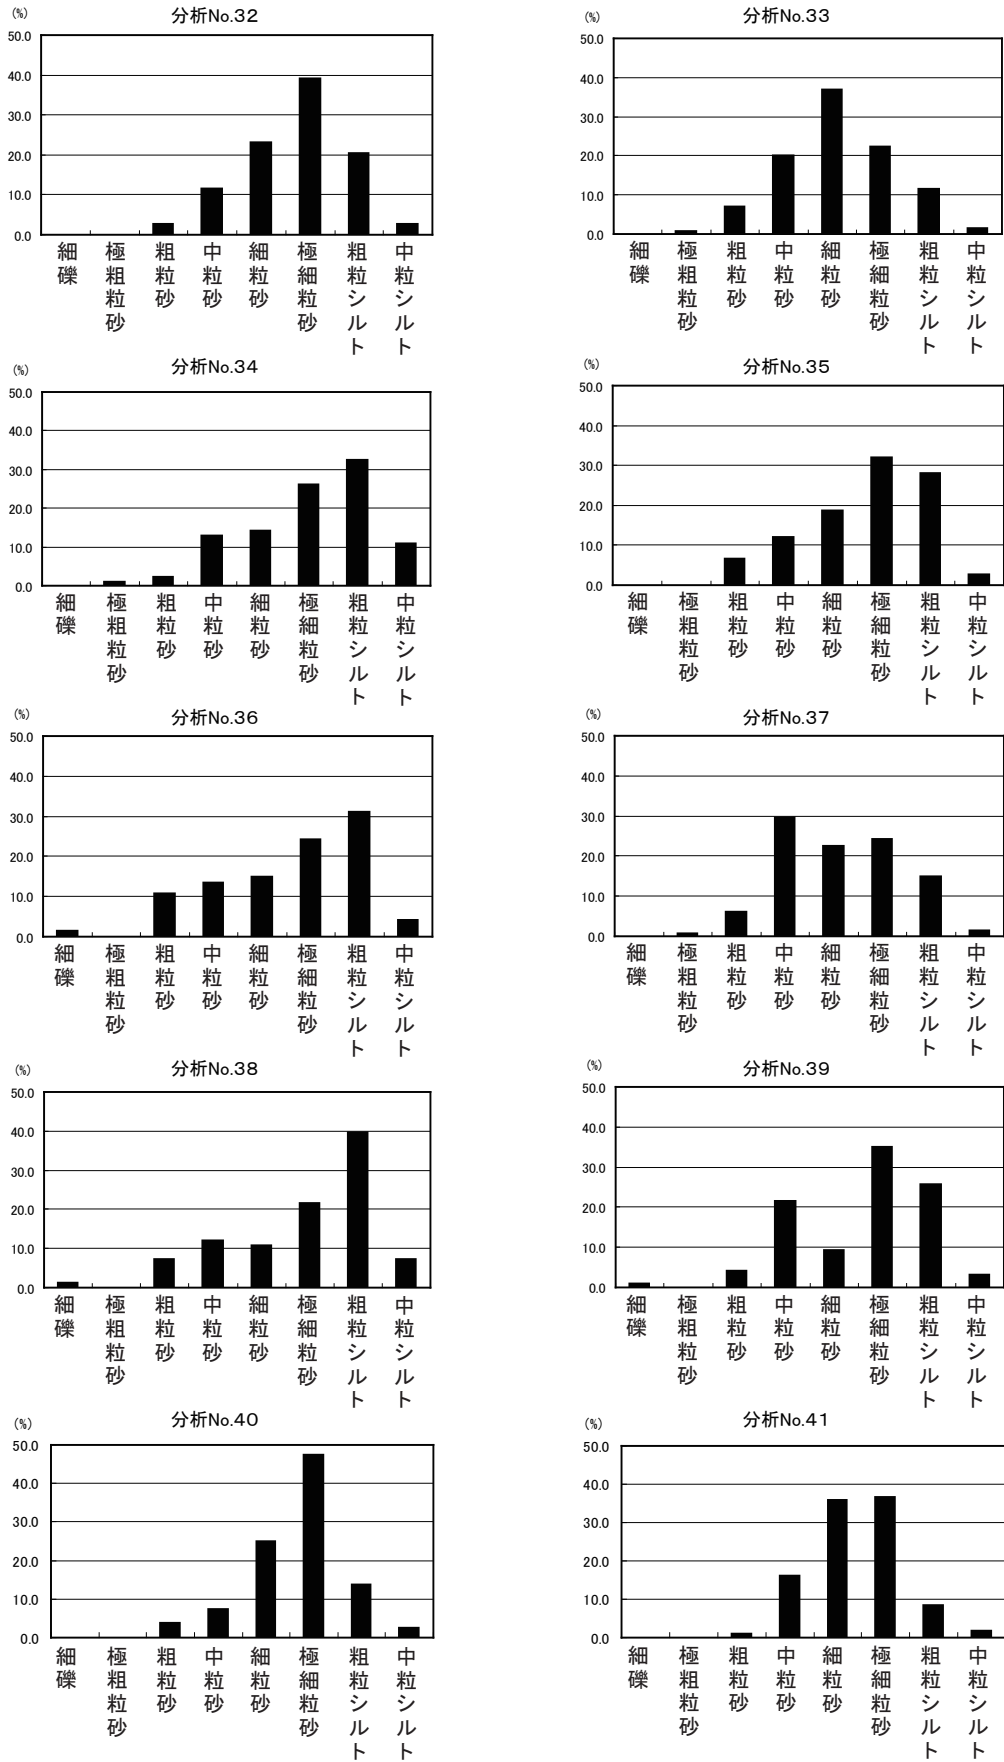 (%)
分析No.32
50.0
40.0
30.0
20.0
10.0
0.0
細礫
極粗粒砂
粗粒砂
中粒砂
細粒砂
極細粒砂
粗粒シルト
中粒シルト
(%)
分析No.33
50.0
40.0
30.0
20.0
10.0
0.0
細礫
極粗粒砂
粗粒砂
中粒砂
細粒砂
極細粒砂
粗粒シルト
中粒シルト
(%)
分析No.34
50.0
40.0
30.0
20.0
10.0
0.0
細礫
極粗粒砂
粗粒砂
中粒砂
細粒砂
極細粒砂
粗粒シルト
中粒シルト
(%)
分析No.35
50.0
40.0
30.0
20.0
10.0
0.0
細礫
極粗粒砂
粗粒砂
中粒砂
細粒砂
極細粒砂
粗粒シルト
中粒シルト
(%)
分析No.36
50.0
40.0
30.0
20.0
10.0
0.0
細礫
極粗粒砂
粗粒砂
中粒砂
細粒砂
極細粒砂
粗粒シルト
中粒シルト
(%)
分析No.37
50.0
40.0
30.0
20.0
10.0
0.0
細礫
極粗粒砂
粗粒砂
中粒砂
細粒砂
極細粒砂
粗粒シルト
中粒シルト
(%)
分析No.38
50.0
40.0
30.0
20.0
10.0
0.0
細礫
極粗粒砂
粗粒砂
中粒砂
細粒砂
極細粒砂
粗粒シルト
中粒シルト
(%)
分析No.39
50.0
40.0
30.0
20.0
10.0
0.0
細礫
極粗粒砂
粗粒砂
中粒砂
細粒砂
極細粒砂
粗粒シルト
中粒シルト
(%)
分析No.40
50.0
40.0
30.0
20.0
10.0
0.0
細礫
極粗粒砂
粗粒砂
中粒砂
細粒砂
極細粒砂
粗粒シルト
中粒シルト
(%)
分析No.41
50.0
40.0
30.0
20.0
10.0
0.0
細礫
極粗粒砂
粗粒砂
中粒砂
細粒砂
極細粒砂
粗粒シルト
中粒シルト